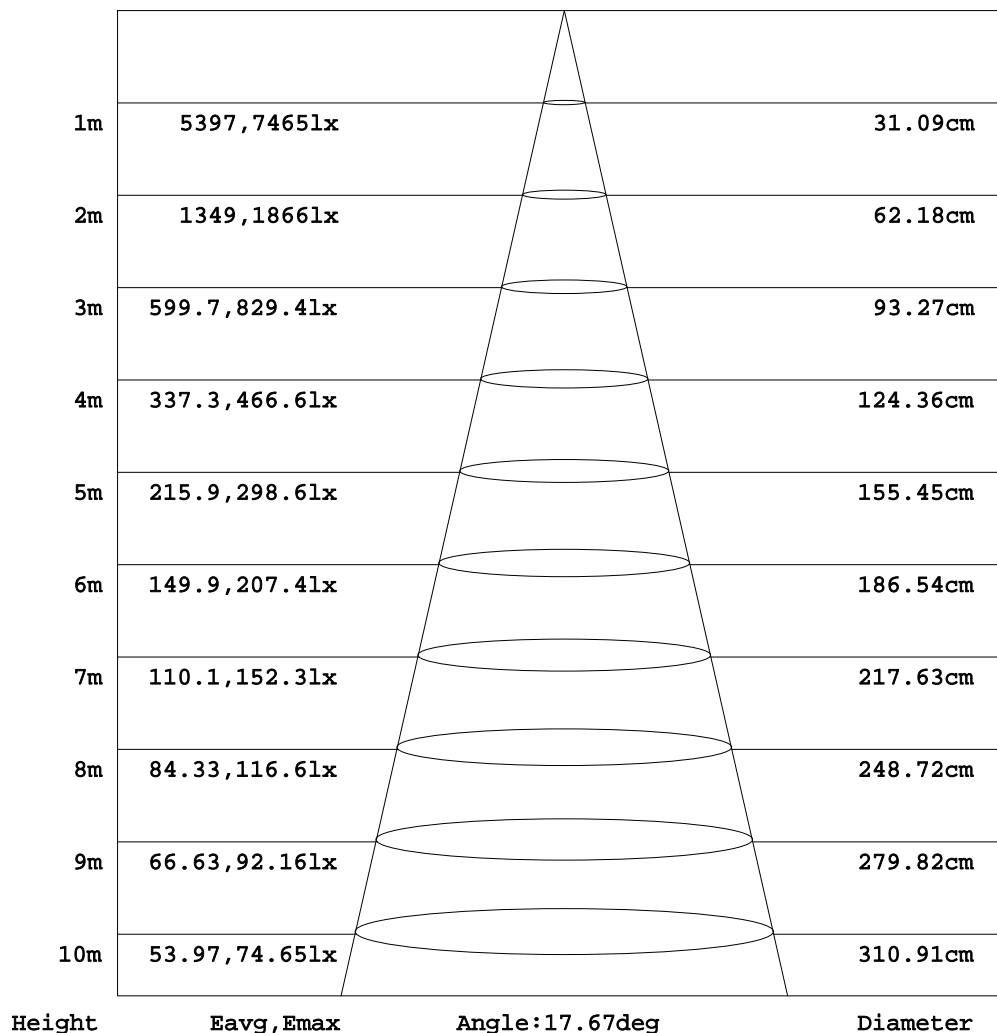 1m 5397,7465lx 31.09cm
2m 1349,1866lx 62.18cm
3m 599.7,829.4lx 93.27cm
4m 337.3,466.6lx 124.36cm
5m 215.9,298.6lx 155.45cm
6m 149.9,207.4lx 186.54cm
7m 110.1,152.3lx 217.63cm
8m 84.33,116.6lx 248.72cm
9m 66.63,92.16lx 279.82cm
10m 53.97,74.65lx 310.91cm
Height Eavg,Emax Angle:17.67deg Diameter